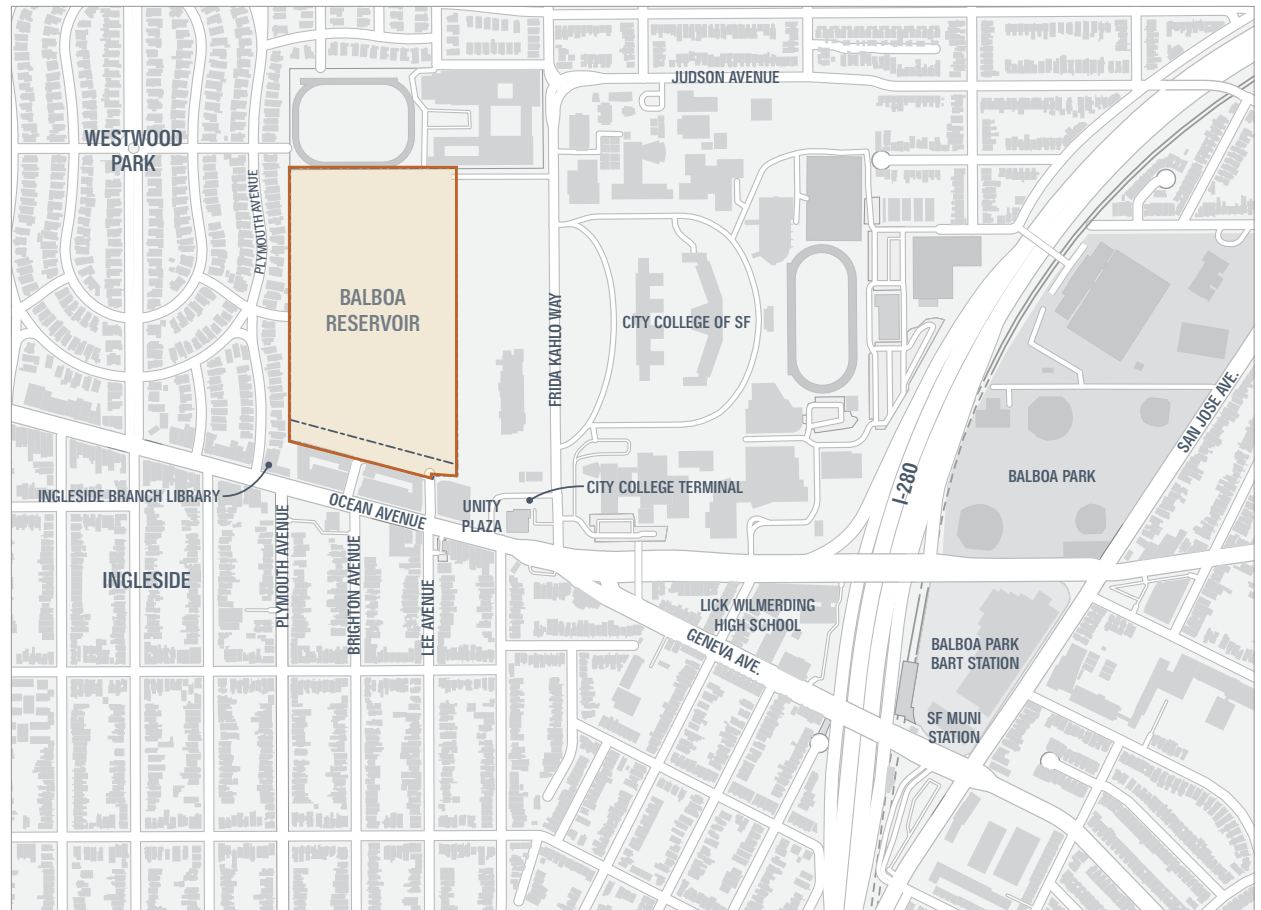 JUDSON AVENUE
WESTWOOD
PARK
PLYMOUTH AVENUE
BALBOA
RESERVOIR
FRIDA KAHLO WAY
CITY COLLEGE OF SF
SAN JOSE AVE.
I-280
BALBOA PARK
INGLESIDE BRANCH LIBRARY
OCEAN AVENUE
UNITY
PLAZA
CITY COLLEGE TERMINAL
INGLESIDE
PLYMOUTH AVENUE
BRIGHTON AVENUE
LEE AVENUE
LICK WILMERDING
HIGH SCHOOL
GENEVA AVE.
BALBOA PARK
BART STATION
SF MUNI
STATION